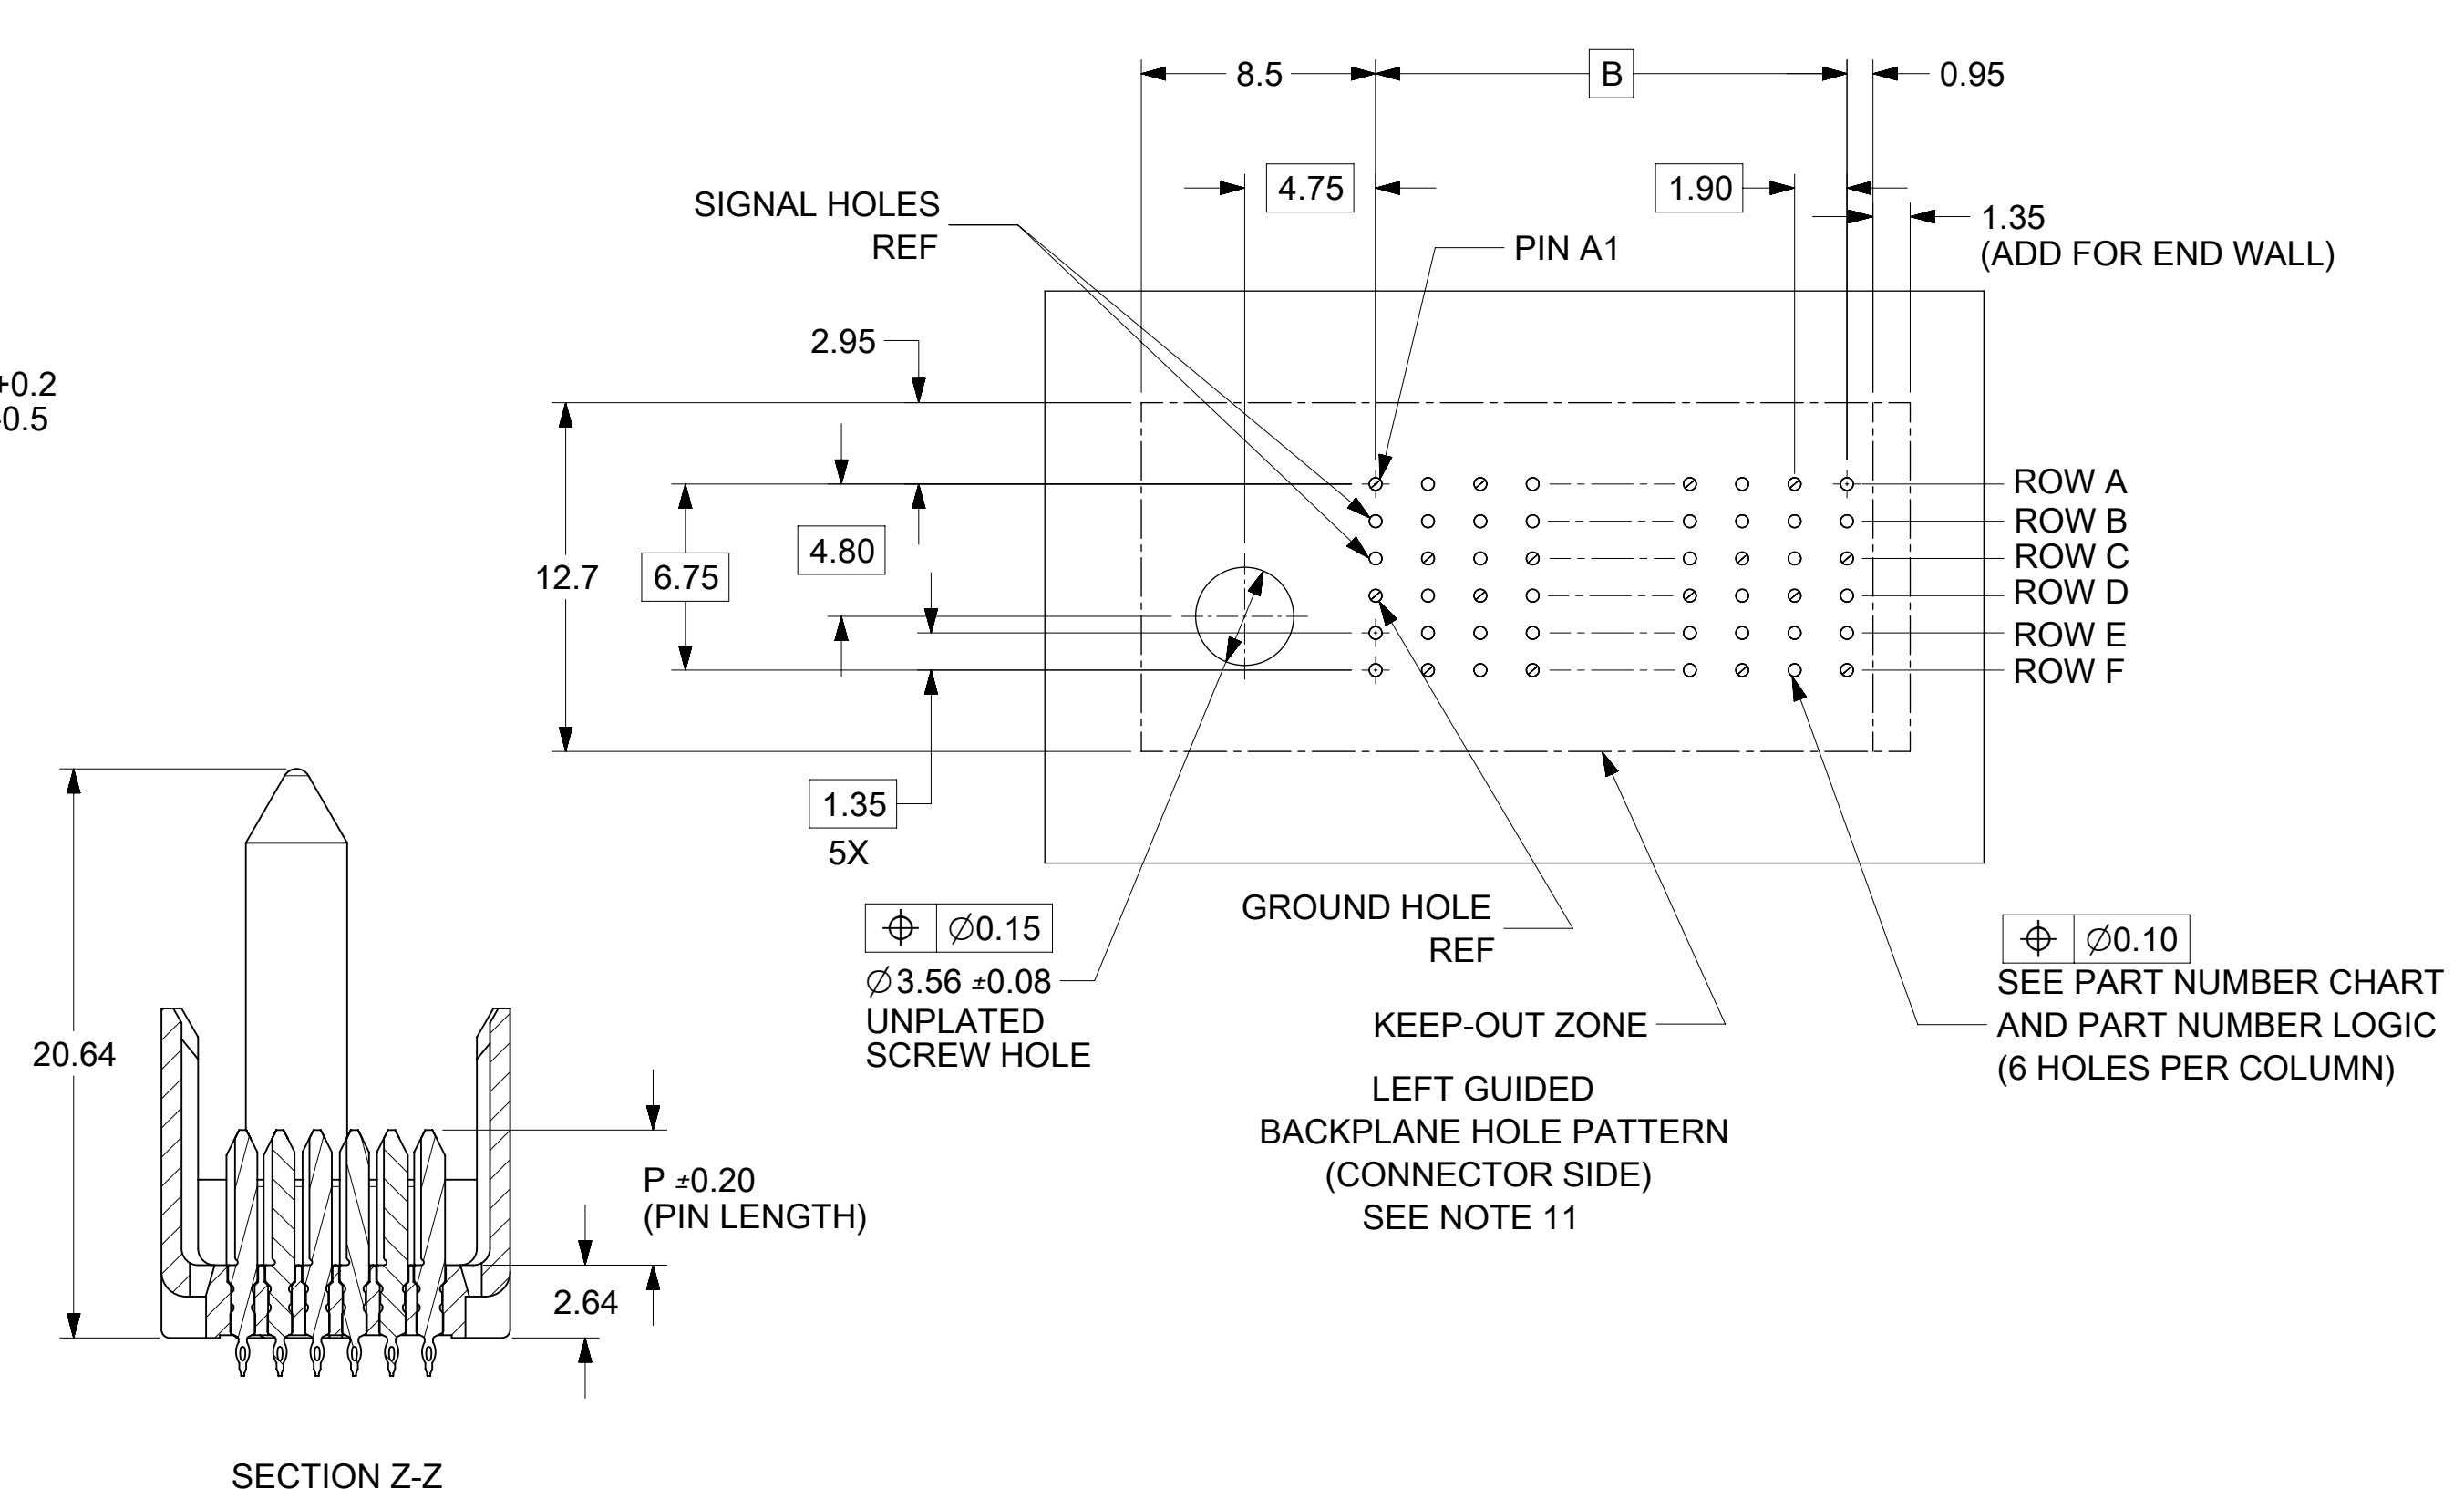 8.5
B
0.95
4.75
1.90
1.35
(ADD FOR END WALL)
SIGNAL HOLES
REF
PIN A1
2.95
+0.2
-0.5
ROW A
ROW B
ROW C
ROW D
ROW E
ROW F
4.80
6.75
12.7
1.35
5X
⌖ ∅0.15
∅3.56 ±0.08
UNPLATED
SCREW HOLE
GROUND HOLE
REF
⌖ ∅0.10
SEE PART NUMBER CHART
AND PART NUMBER LOGIC
(6 HOLES PER COLUMN)
KEEP-OUT ZONE
LEFT GUIDED
BACKPLANE HOLE PATTERN
(CONNECTOR SIDE)
SEE NOTE 11
20.64
P ±0.20
(PIN LENGTH)
2.64
SECTION Z-Z